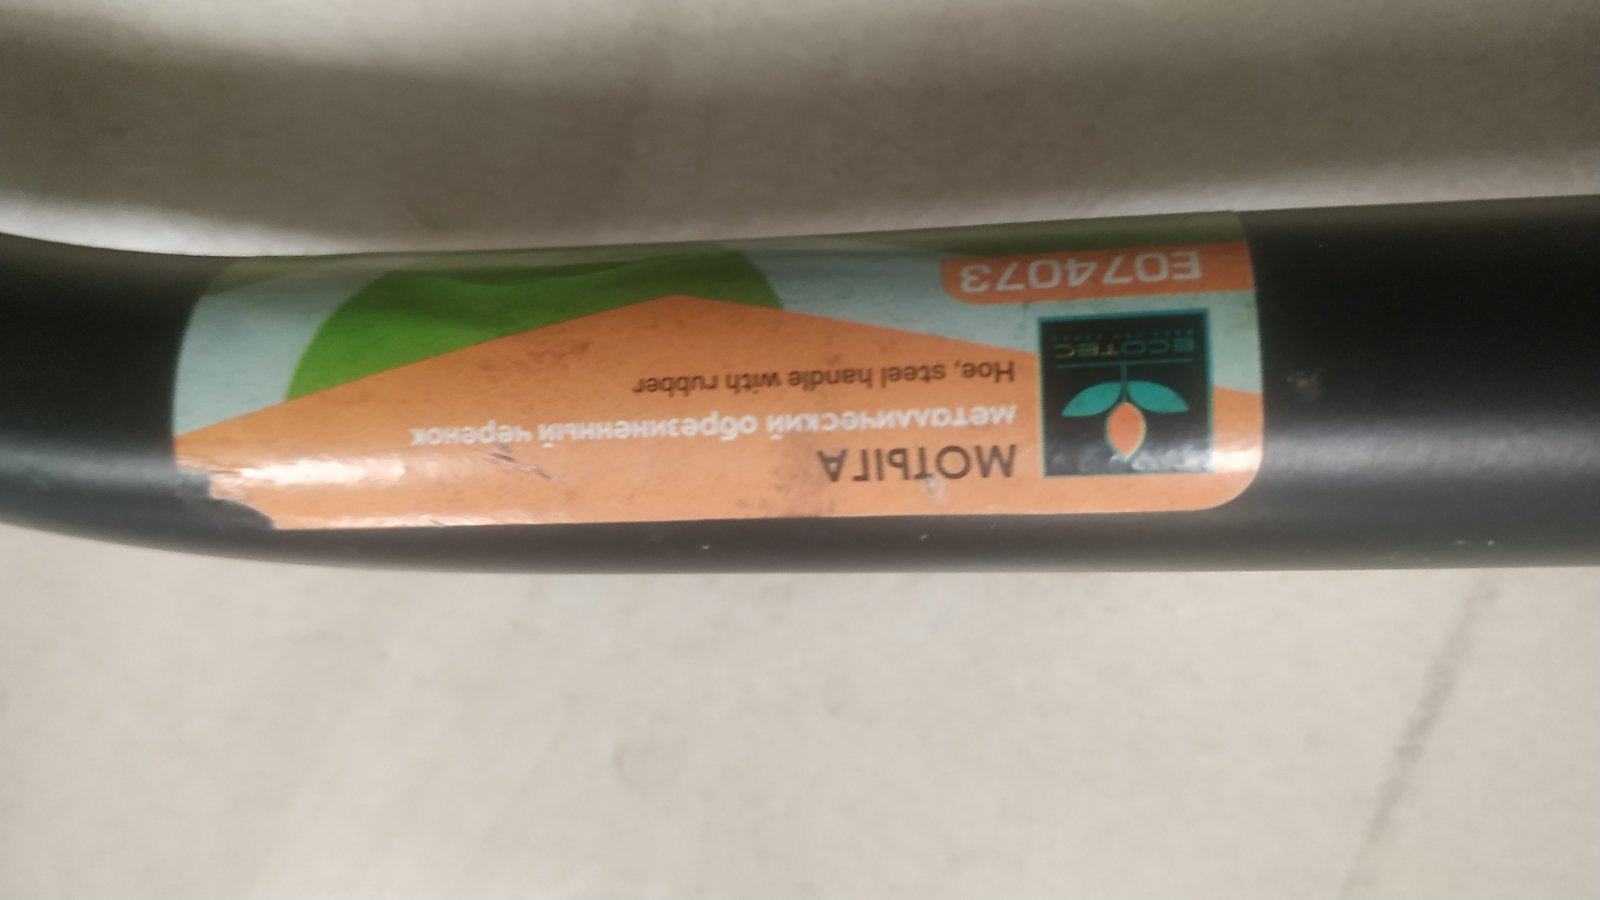 МОТЫГА
металлический обрезиненный черенок
Hoe, steel handle with rubber
ECOTEC
E074073